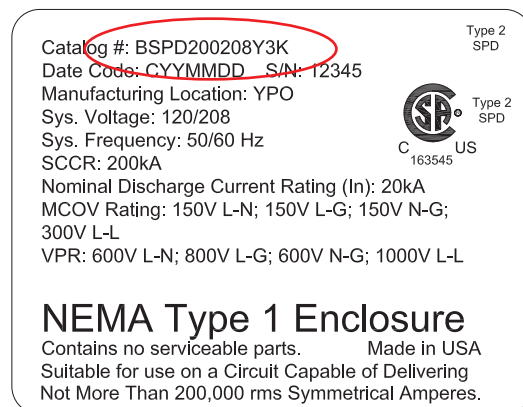 Type 2
SPD
Catalog #: BSPD200208Y3K
Date Code: CYYMMDD S/N: 12345
Manufacturing Location: YPO
Sys. Voltage: 120/208
Sys. Frequency: 50/60 Hz
SCCR: 200kA
SA
Type 2
SPD
C US
163545
Nominal Discharge Current Rating (In): 20kA
MCOV Rating: 150V L-N; 150V L-G; 150V N-G;
300V L-L
VPR: 600V L-N; 800V L-G; 600V N-G; 1000V L-L
NEMA Type 1 Enclosure
Contains no serviceable parts. Made in USA
Suitable for use on a Circuit Capable of Delivering
Not More Than 200,000 rms Symmetrical Amperes.